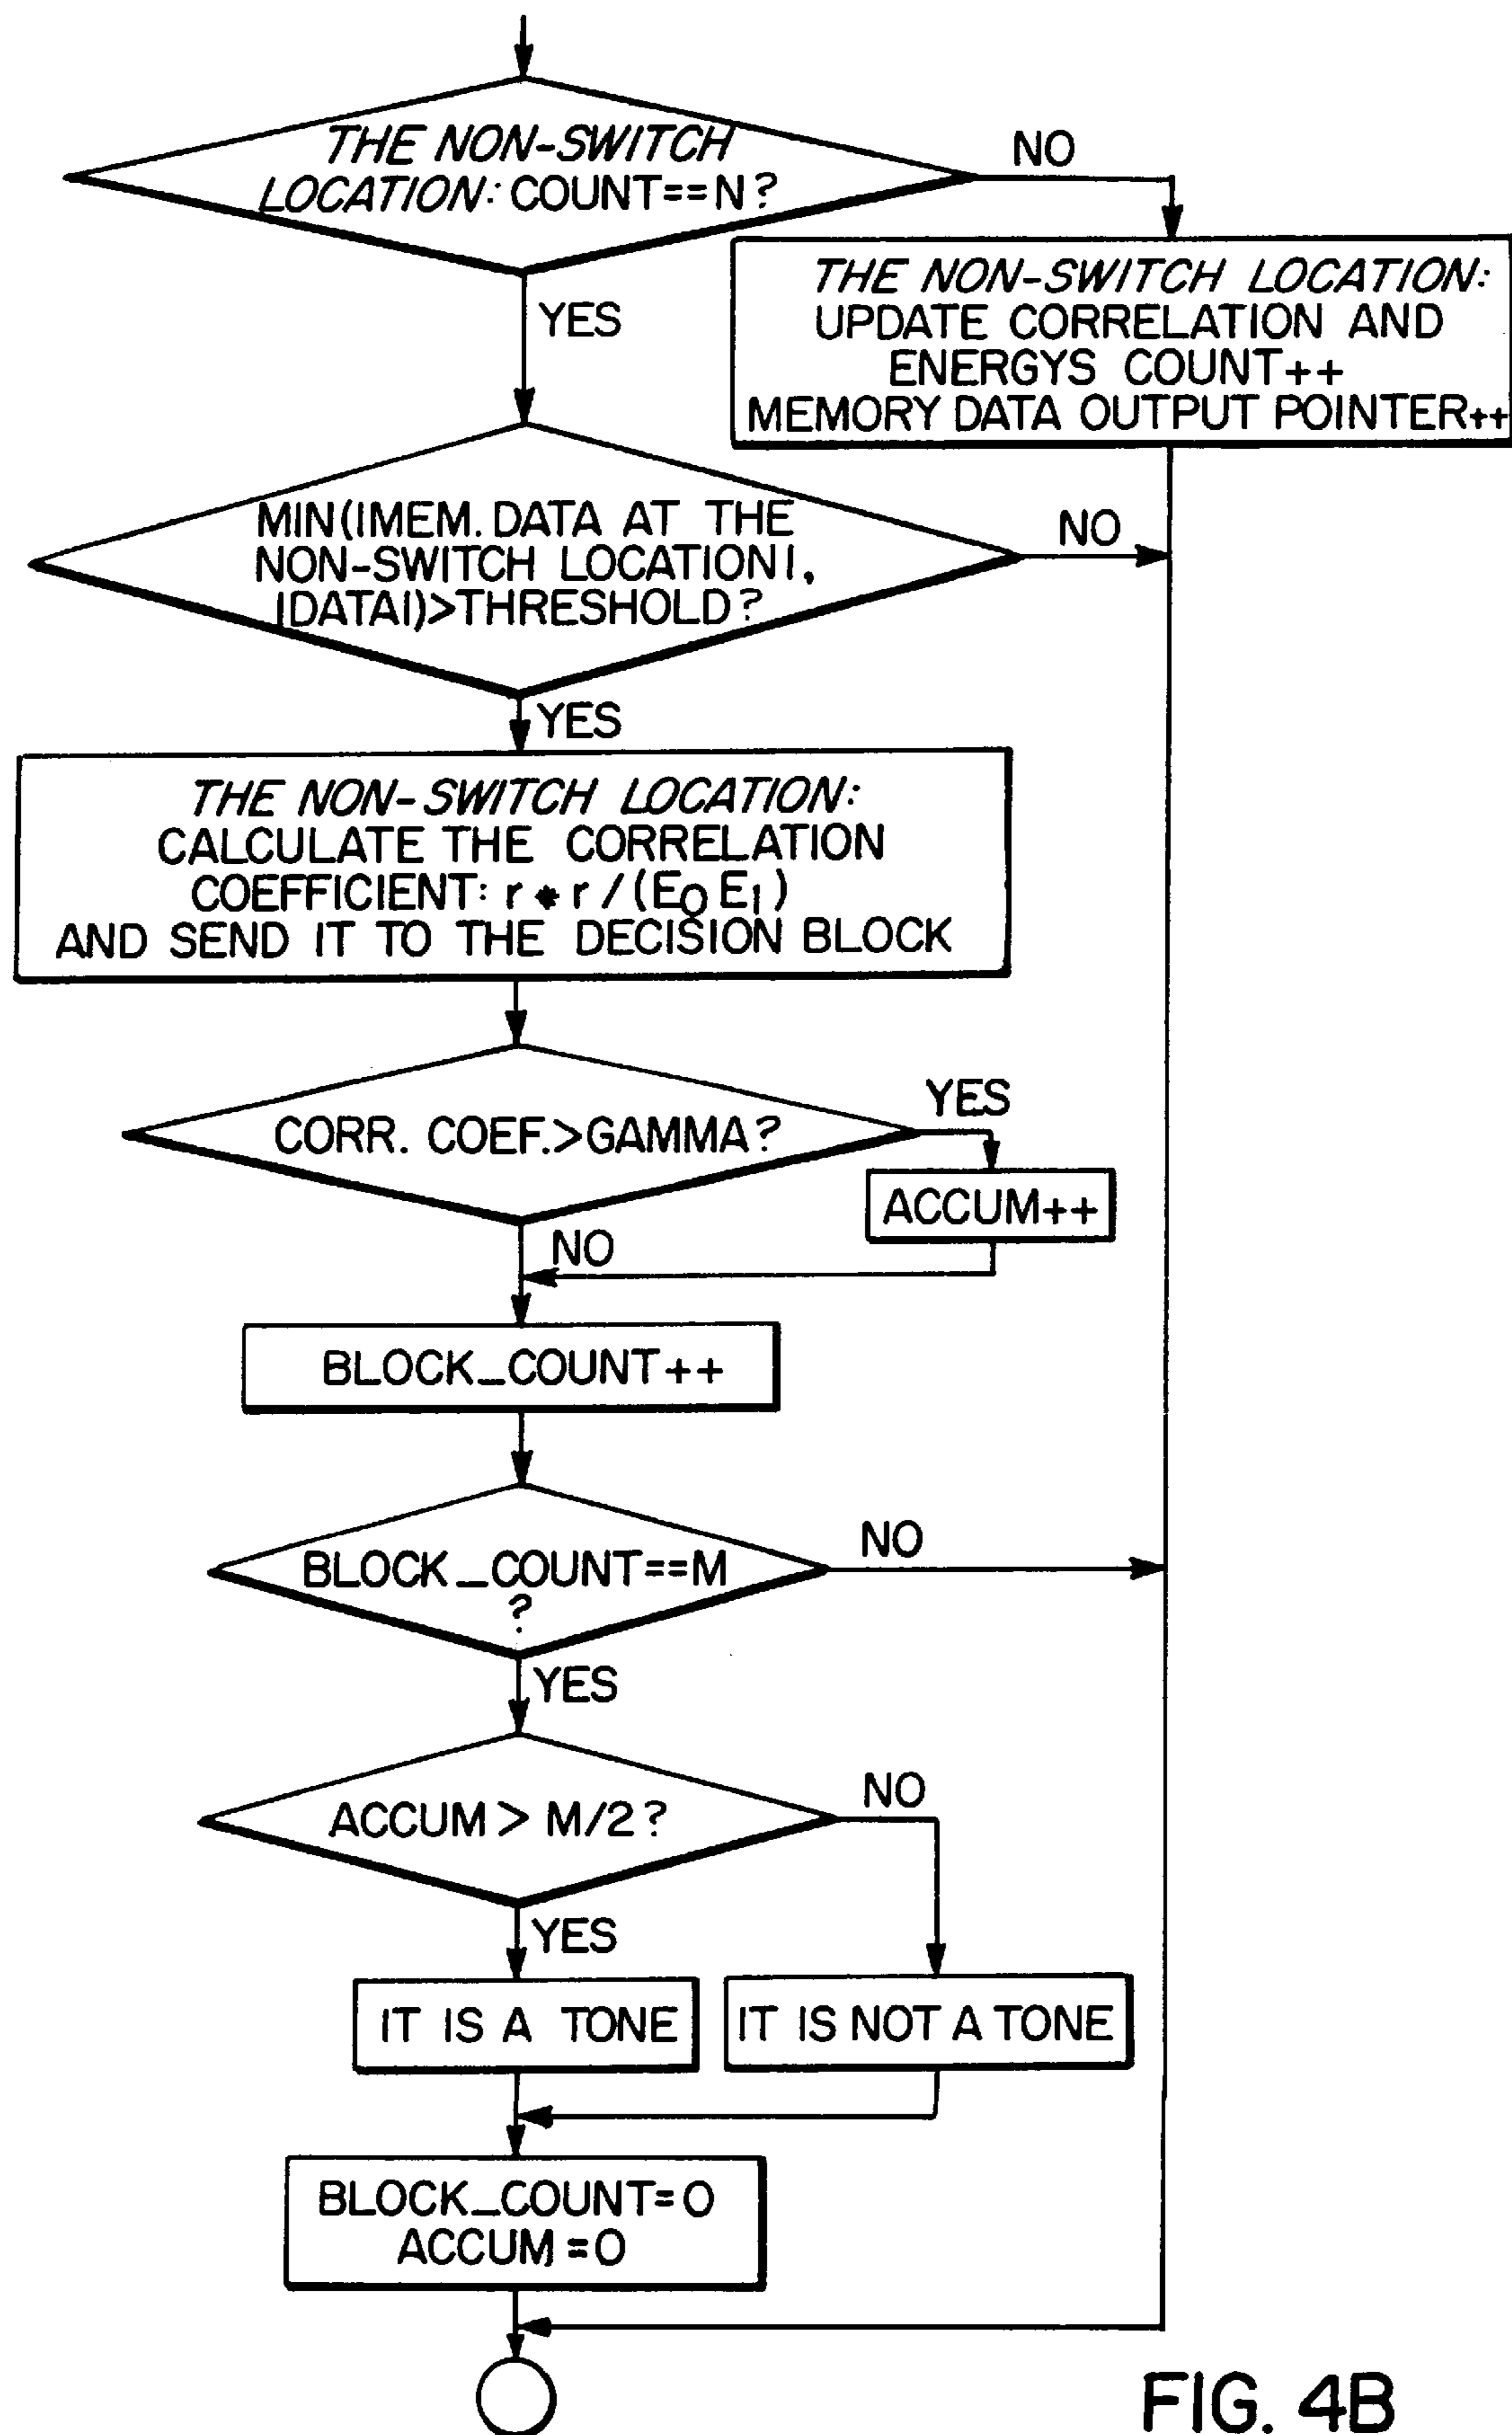 THE NON-SWITCH
LOCATION: COUNT==N?
NO
YES
THE NON-SWITCH LOCATION:
UPDATE CORRELATION AND
ENERGYS COUNT++
MEMORY DATA OUTPUT POINTER++
MIN(|MEM. DATA AT THE
NON-SWITCH LOCATION|,
|DATA|)>THRESHOLD?
NO
YES
THE NON-SWITCH LOCATION:
CALCULATE THE CORRELATION
COEFFICIENT: r * r / (E0 E1)
AND SEND IT TO THE DECISION BLOCK
CORR. COEF.>GAMMA?
YES
ACCUM++
NO
BLOCK_COUNT++
BLOCK_COUNT==M
?
NO
YES
ACCUM > M/2?
NO
YES
IT IS A TONE
IT IS NOT A TONE
BLOCK_COUNT=0
ACCUM=0
FIG. 4B